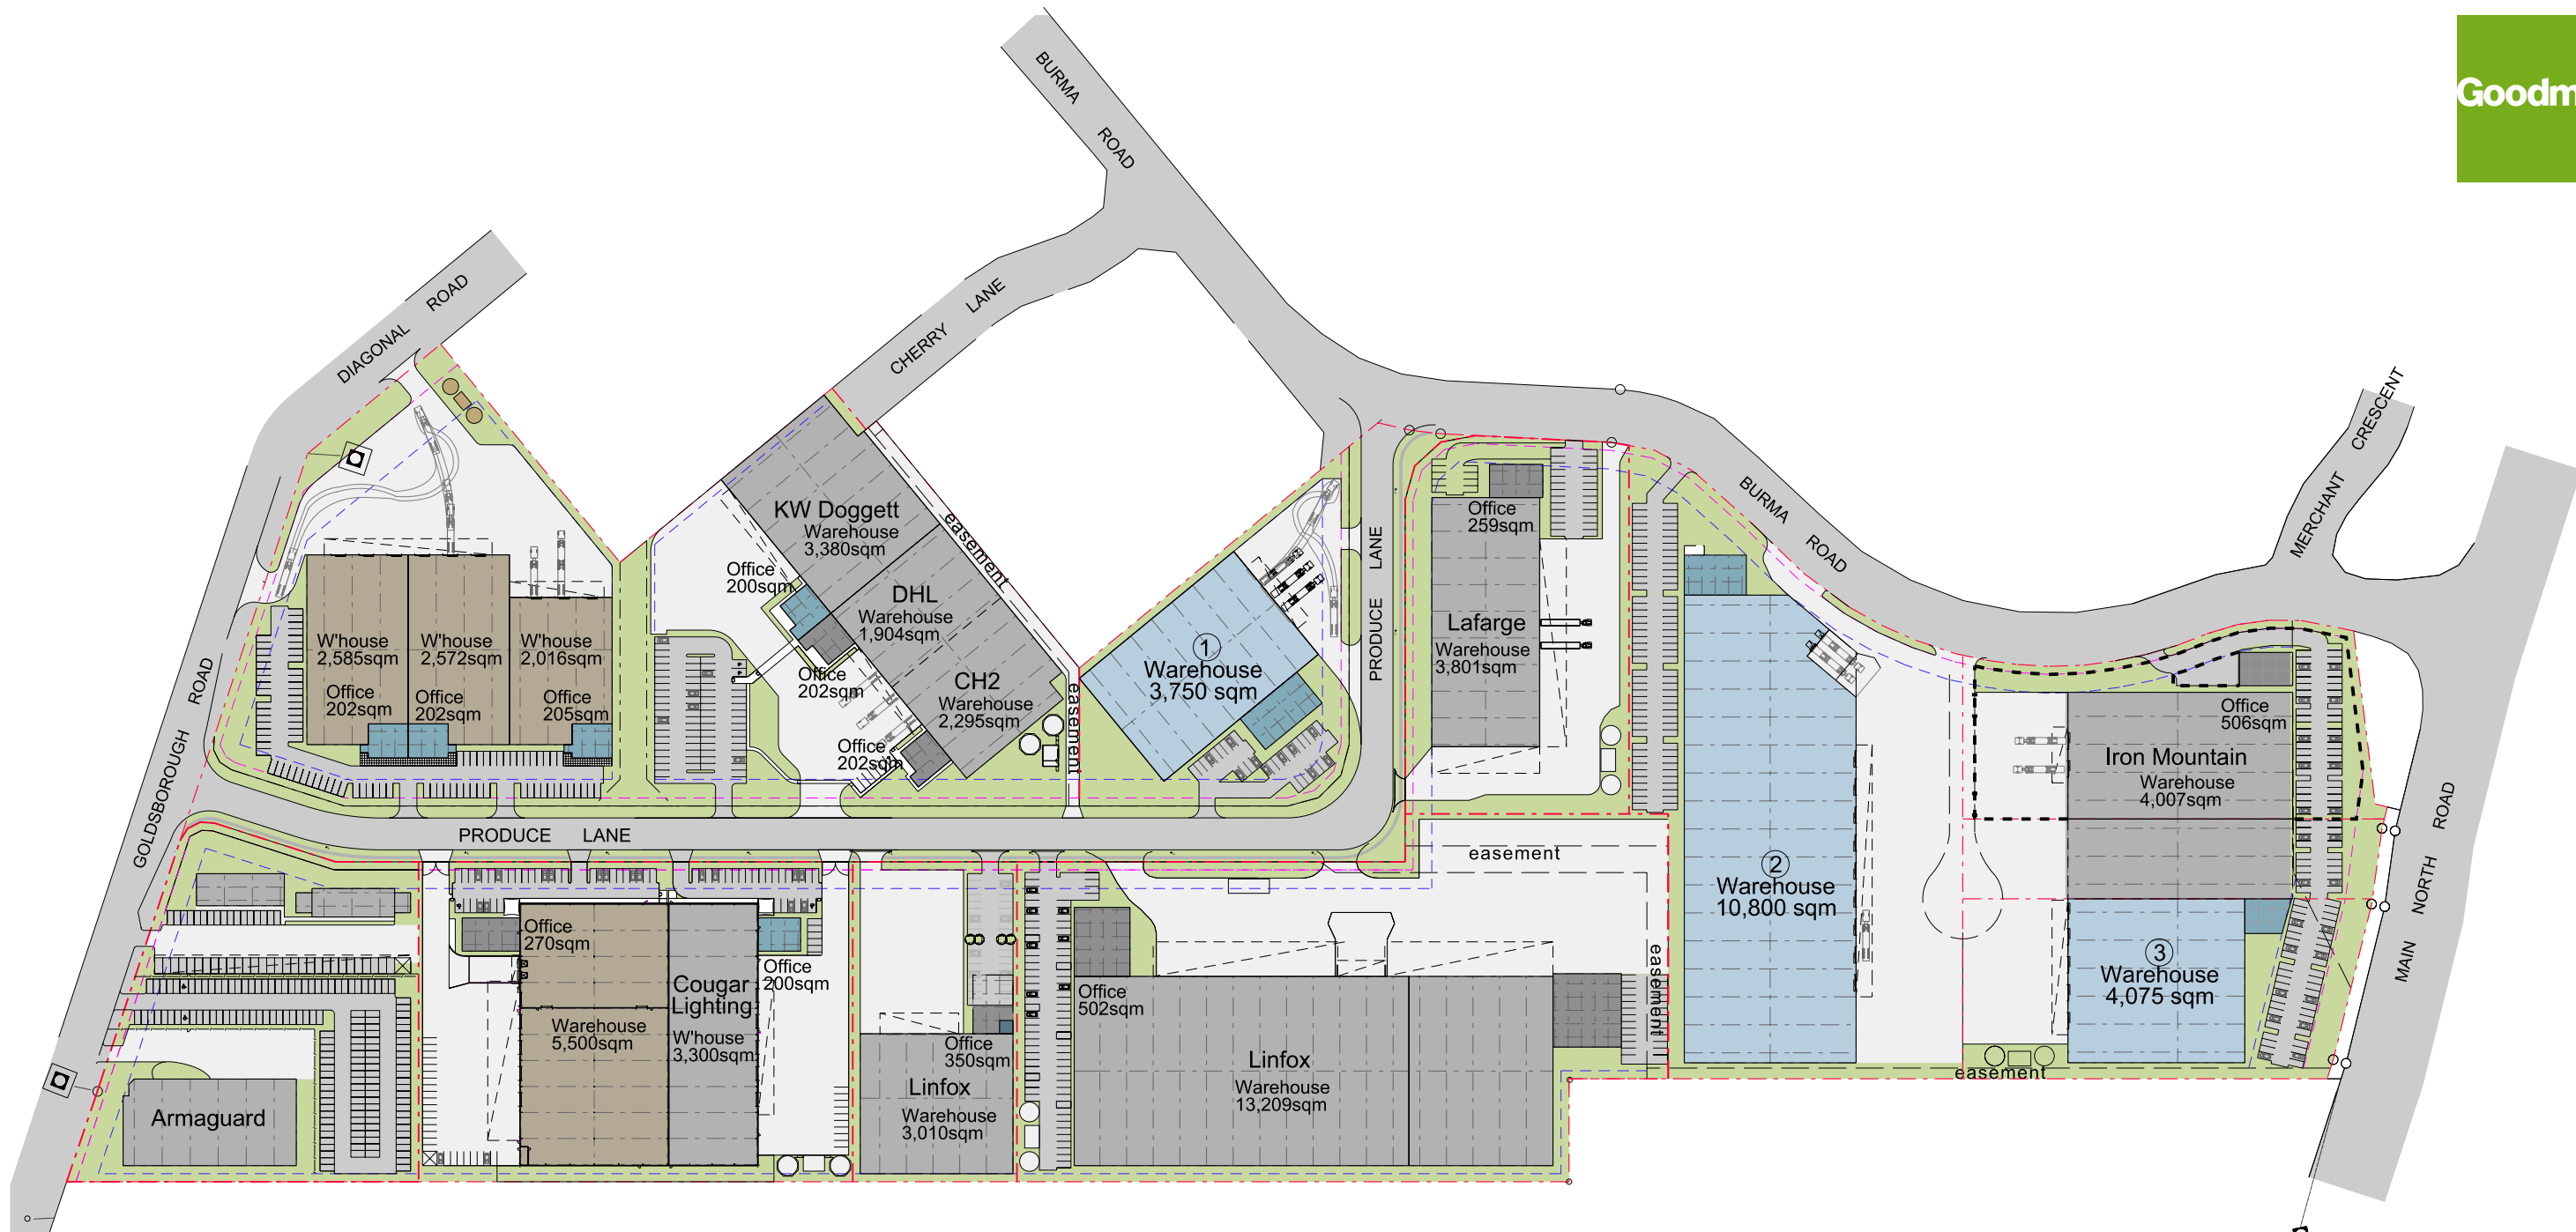 Goodm
BURMA
ROAD
DIAGONAL ROAD
CHERRY LANE
MERCHANT CRESCENT
BURMA
ROAD
GOLDSBOROUGH ROAD
PRODUCE LANE
PRODUCE LANE
MAIN NORTH ROAD
W'house
2,585sqm
Office
202sqm
W'house
2,572sqm
Office
202sqm
W'house
2,016sqm
Office
205sqm
KW Doggett
Warehouse
3,380sqm
Office
200sqm
DHL
Warehouse
1,904sqm
Office
202sqm
CH2
Warehouse
2,295sqm
Office
202sqm
easement
easement
1
Warehouse
3,750 sqm
Office
259sqm
Lafarge
Warehouse
3,801sqm
easement
easement
2
Warehouse
10,800 sqm
Office
506sqm
Iron Mountain
Warehouse
4,007sqm
3
Warehouse
4,075 sqm
easement
Armaguard
Office
270sqm
Warehouse
5,500sqm
Cougar
Lighting
W'house
3,300sqm
Office
200sqm
Office
350sqm
Linfox
Warehouse
3,010sqm
Office
502sqm
Linfox
Warehouse
13,209sqm